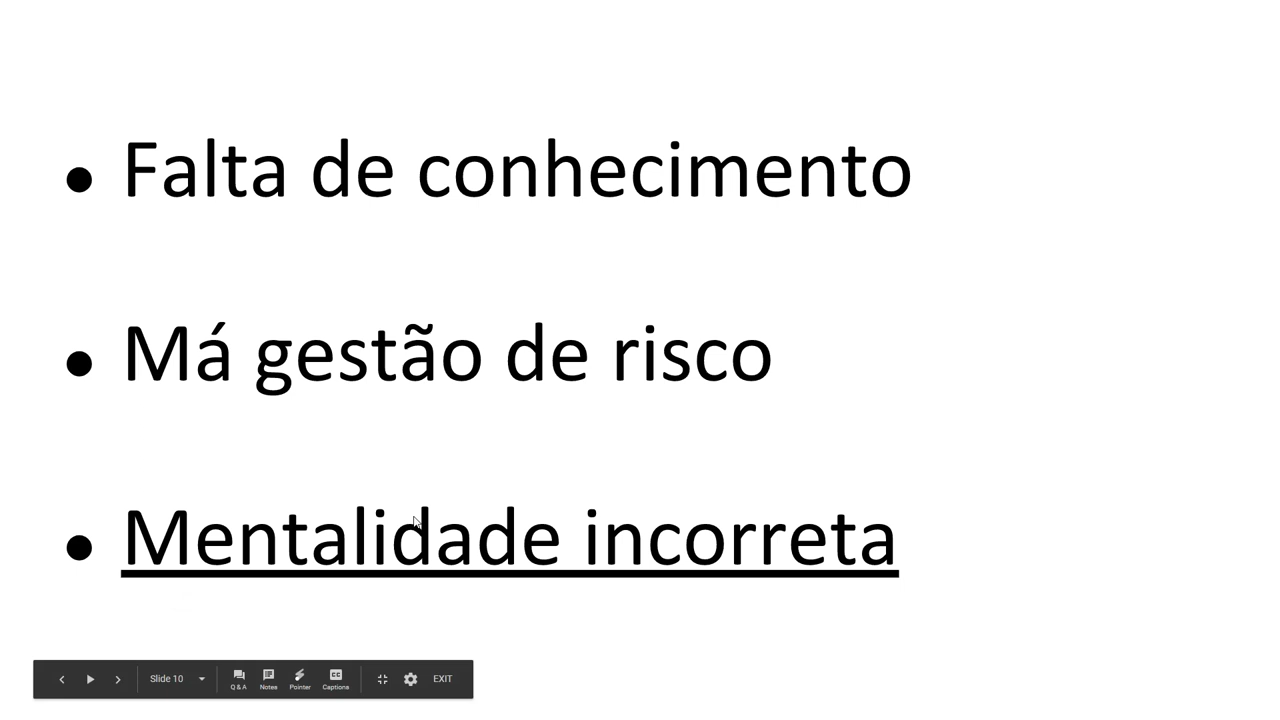 • Falta de conhecimento
• Má gestão de risco
• Mentalidade incorreta
Slide 10 Q & A Notes Pointer Captions EXIT